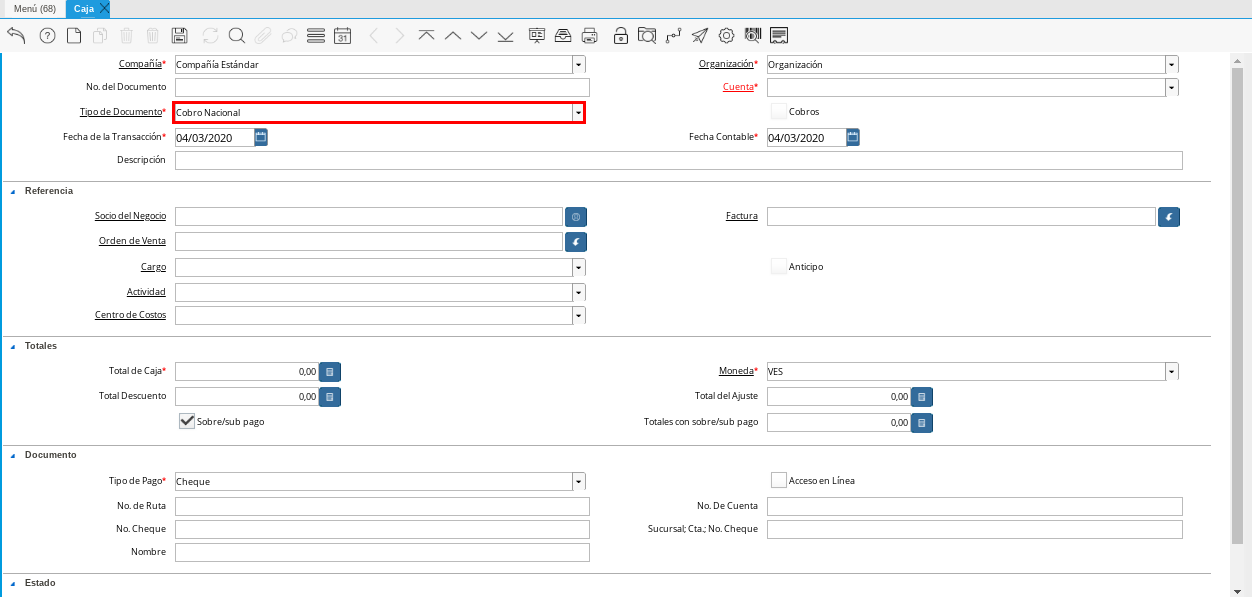 Menú (68) Caja
31
Compañía* Compañía Estándar Organización* Organización
No. del Documento Cuenta*
Tipo de Documento* Cobro Nacional Cobros
Fecha de la Transacción* 04/03/2020 Fecha Contable* 04/03/2020
Descripción
Referencia
Socio del Negocio Factura
Orden de Venta
Cargo Anticipo
Actividad
Centro de Costos
Totales
Total de Caja* 0,00 Moneda* VES
Total Descuento 0,00 Total del Ajuste 0,00
Sobre/sub pago Totales con sobre/sub pago 0,00
Documento
Tipo de Pago* Cheque Acceso en Línea
No. de Ruta No. De Cuenta
No. Cheque Sucursal; Cta.; No. Cheque
Nombre
Estado